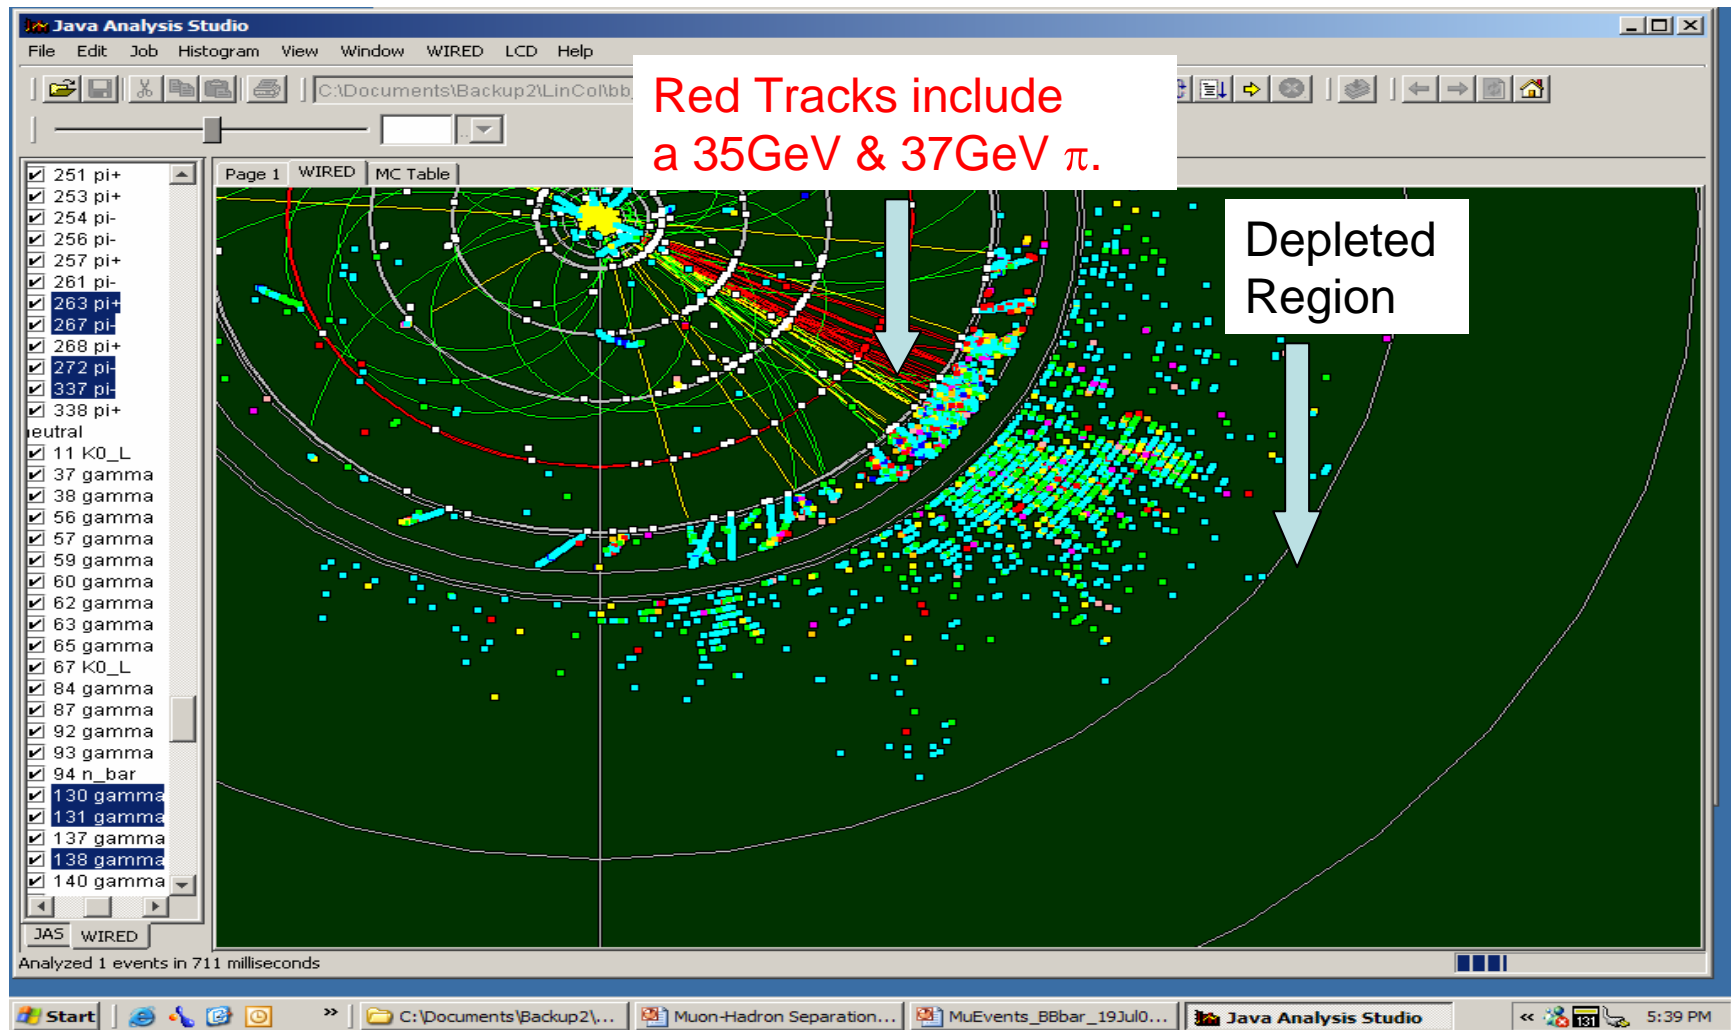 Java Analysis Studio
File Edit Job Histogram View Window WIRED LCD Help
C:\Documents\Backup2\LinCol\bb
Red Tracks include
a 35GeV & 37GeV π.
Page 1 WIRED MC Table
Depleted
Region
251 pi+
253 pi+
254 pi-
256 pi-
257 pi+
261 pi-
263 pi+
267 pi-
268 pi+
272 pi-
337 pi-
338 pi+
neutral
11 K0_L
37 gamma
38 gamma
56 gamma
57 gamma
59 gamma
60 gamma
62 gamma
63 gamma
65 gamma
67 K0_L
84 gamma
87 gamma
92 gamma
93 gamma
94 n_bar
130 gamma
131 gamma
137 gamma
138 gamma
140 gamma
JAS WIRED
Analyzed 1 events in 711 milliseconds
Start » C:\Documents\Backup2\... Muon-Hadron Separation... MuEvents_BBbar_19Jul0... Java Analysis Studio « 131 5:39 PM